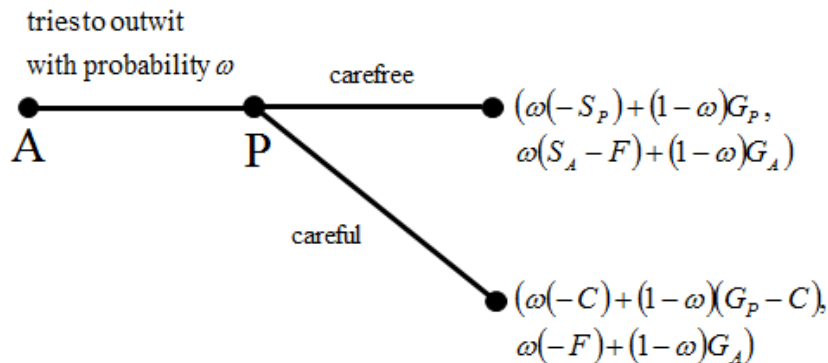 tries to outwit
with probability ω
carefree
A
P
(ω(−S_P)+(1−ω)G_P,
ω(S_A−F)+(1−ω)G_A)
careful
(ω(−C)+(1−ω)(G_P−C),
ω(−F)+(1−ω)G_A)